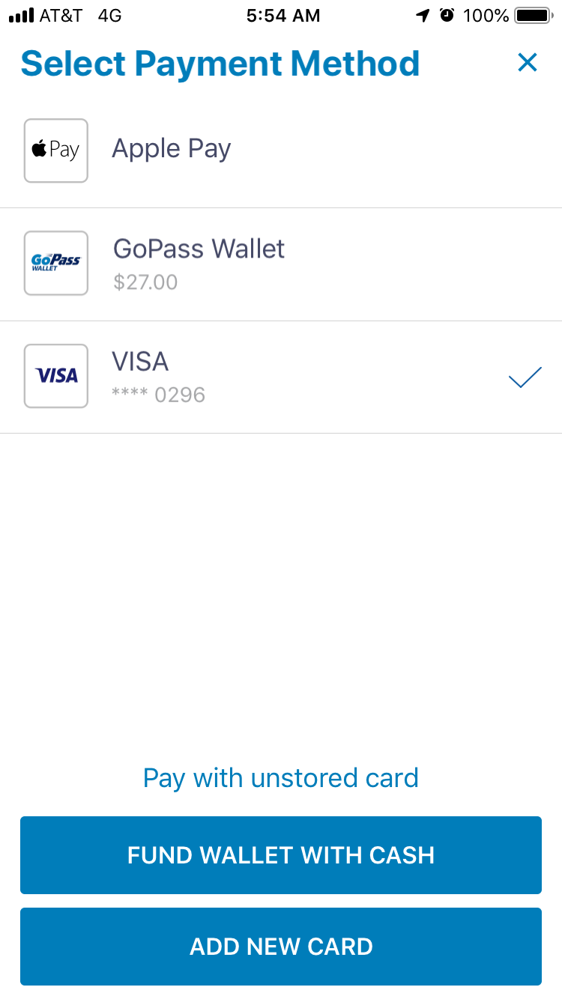 AT&T 4G 5:54 AM 100%
Select Payment Method
Pay Apple Pay
GoPass WALLET
GoPass Wallet
$27.00
VISA
VISA
**** 0296
Pay with unstored card
FUND WALLET WITH CASH
ADD NEW CARD